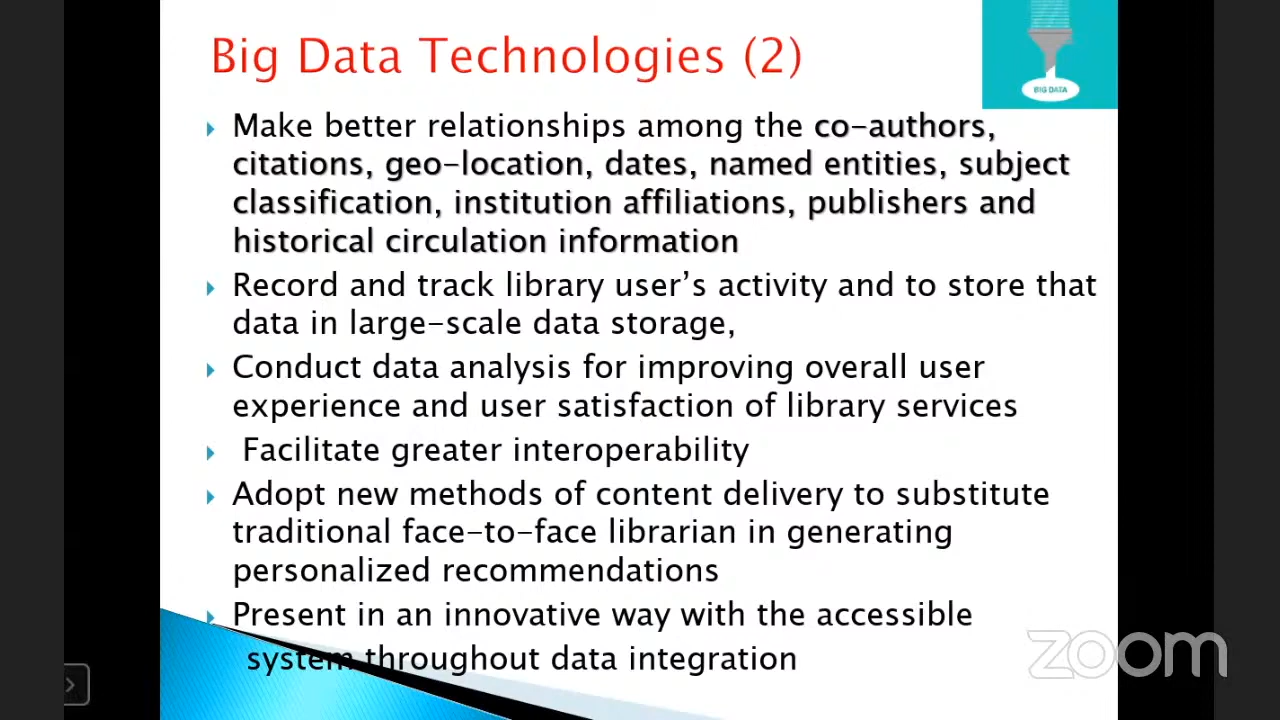 Big Data Technologies (2)
BIG DATA
Make better relationships among the co-authors,
citations, geo-location, dates, named entities, subject
classification, institution affiliations, publishers and
historical circulation information
Record and track library user’s activity and to store that
data in large-scale data storage,
Conduct data analysis for improving overall user
experience and user satisfaction of library services
Facilitate greater interoperability
Adopt new methods of content delivery to substitute
traditional face-to-face librarian in generating
personalized recommendations
Present in an innovative way with the accessible
system throughout data integration
zoom